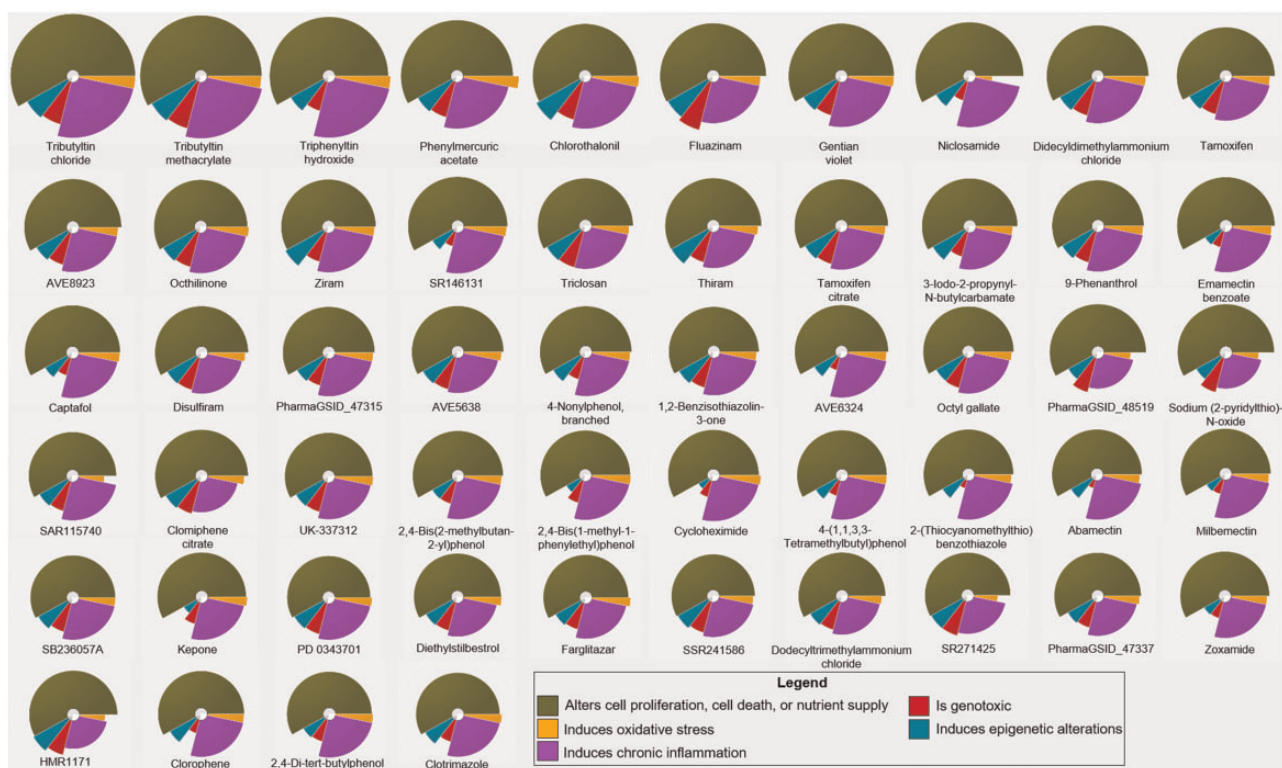 Tributyltin
chloride
Tributyltin
methacrylate
Triphenyltin
hydroxide
Phenylmercuric
acetate
Chlorothalonil
Fluazinam
Gentian
violet
Niclosamide
Didecyldimethylammonium
chloride
Tamoxifen
AVE8923
Octhilinone
Ziram
SR146131
Triclosan
Thiram
Tamoxifen
citrate
3-Iodo-2-propynyl-
N-butylcarbamate
9-Phenanthrol
Emamectin
benzoate
Captafol
Disulfiram
PharmaGSID_47315
AVE5638
4-Nonylphenol,
branched
1,2-Benzisothiazolin-
3-one
AVE6324
Octyl gallate
PharmaGSID_48519
Sodium (2-pyridylthio)-
N-oxide
SAR115740
Clomiphene
citrate
UK-337312
2,4-Bis(2-methylbutan-
2-yl)phenol
2,4-Bis(1-methyl-1-
phenylethyl)phenol
Cycloheximide
4-(1,1,3,3-
Tetramethylbutyl)phenol
2-(Thiocyanomethylthio)
benzothiazole
Abamectin
Milbemectin
SB236057A
Kepone
PD 0343701
Diethylstilbestrol
Farglitazar
SSR241586
Dodecyltrimethylammonium
chloride
SR271425
PharmaGSID_47337
Zoxamide
HMR1171
Clorophene
2,4-Di-tert-butylphenol
Clotrimazole
Legend
Alters cell proliferation, cell death, or nutrient supply
Induces oxidative stress
Induces chronic inflammation
Is genotoxic
Induces epigenetic alterations